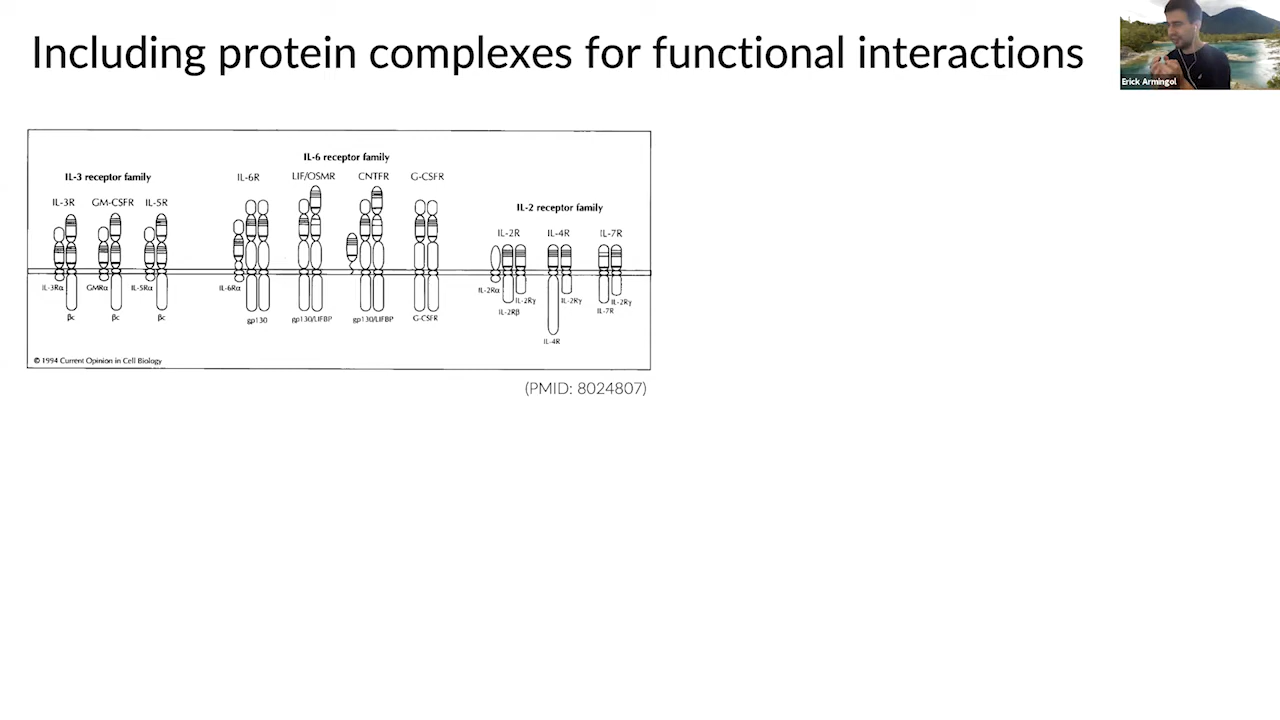 Including protein complexes for functional interactions
Erick Armingol
IL-6 receptor family
IL-3 receptor family
IL-6R LIF/OSMR CNTFR G-CSFR
IL-3R GM-CSFR IL-5R
IL-2 receptor family
IL-2R IL-4R IL-7R
IL-3Rα GMRα IL-5Rα IL-6Rα
IL-2Rα
IL-2Rγ IL-2Rγ IL-2Rγ
IL-2Rβ IL-7R
βc βc βc gp130 gp130/LIFBP gp130/LIFBP G-CSFR
IL-4R
© 1994 Current Opinion in Cell Biology
(PMID: 8024807)